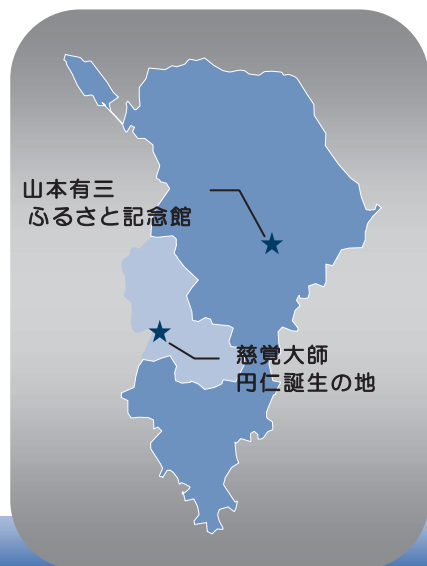 山本有三
ふるさと記念館
慈覚大師
円仁誕生の地